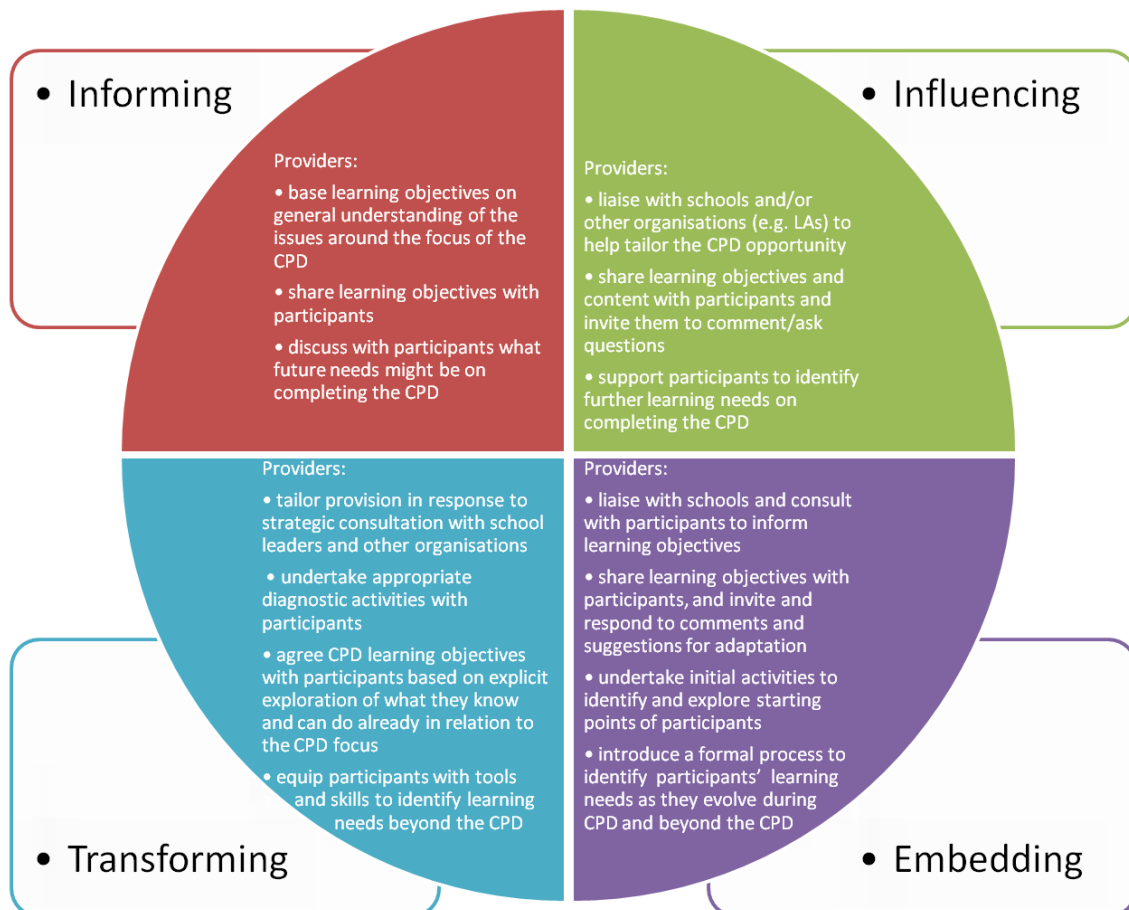 • Informing
Providers:
• base learning objectives on
general understanding of the
issues around the focus of the
CPD
• share learning objectives with
participants
• discuss with participants what
future needs might be on
completing the CPD
• Influencing
Providers:
• liaise with schools and/or
other organisations (e.g. LAs) to
help tailor the CPD opportunity
• share learning objectives and
content with participants and
invite them to comment/ask
questions
• support participants to identify
further learning needs on
completing the CPD
Providers:
• tailor provision in response to
strategic consultation with school
leaders and other organisations
• undertake appropriate
diagnostic activities with
participants
• agree CPD learning objectives
with participants based on explicit
exploration of what they know
and can do already in relation to
the CPD focus
• equip participants with tools
and skills to identify learning
needs beyond the CPD
• Transforming
Providers:
• liaise with schools and consult
with participants to inform
learning objectives
• share learning objectives with
participants, and invite and
respond to comments and
suggestions for adaptation
• undertake initial activities to
identify and explore starting
points of participants
• introduce a formal process to
identify participants’ learning
needs as they evolve during
CPD and beyond the CPD
• Embedding